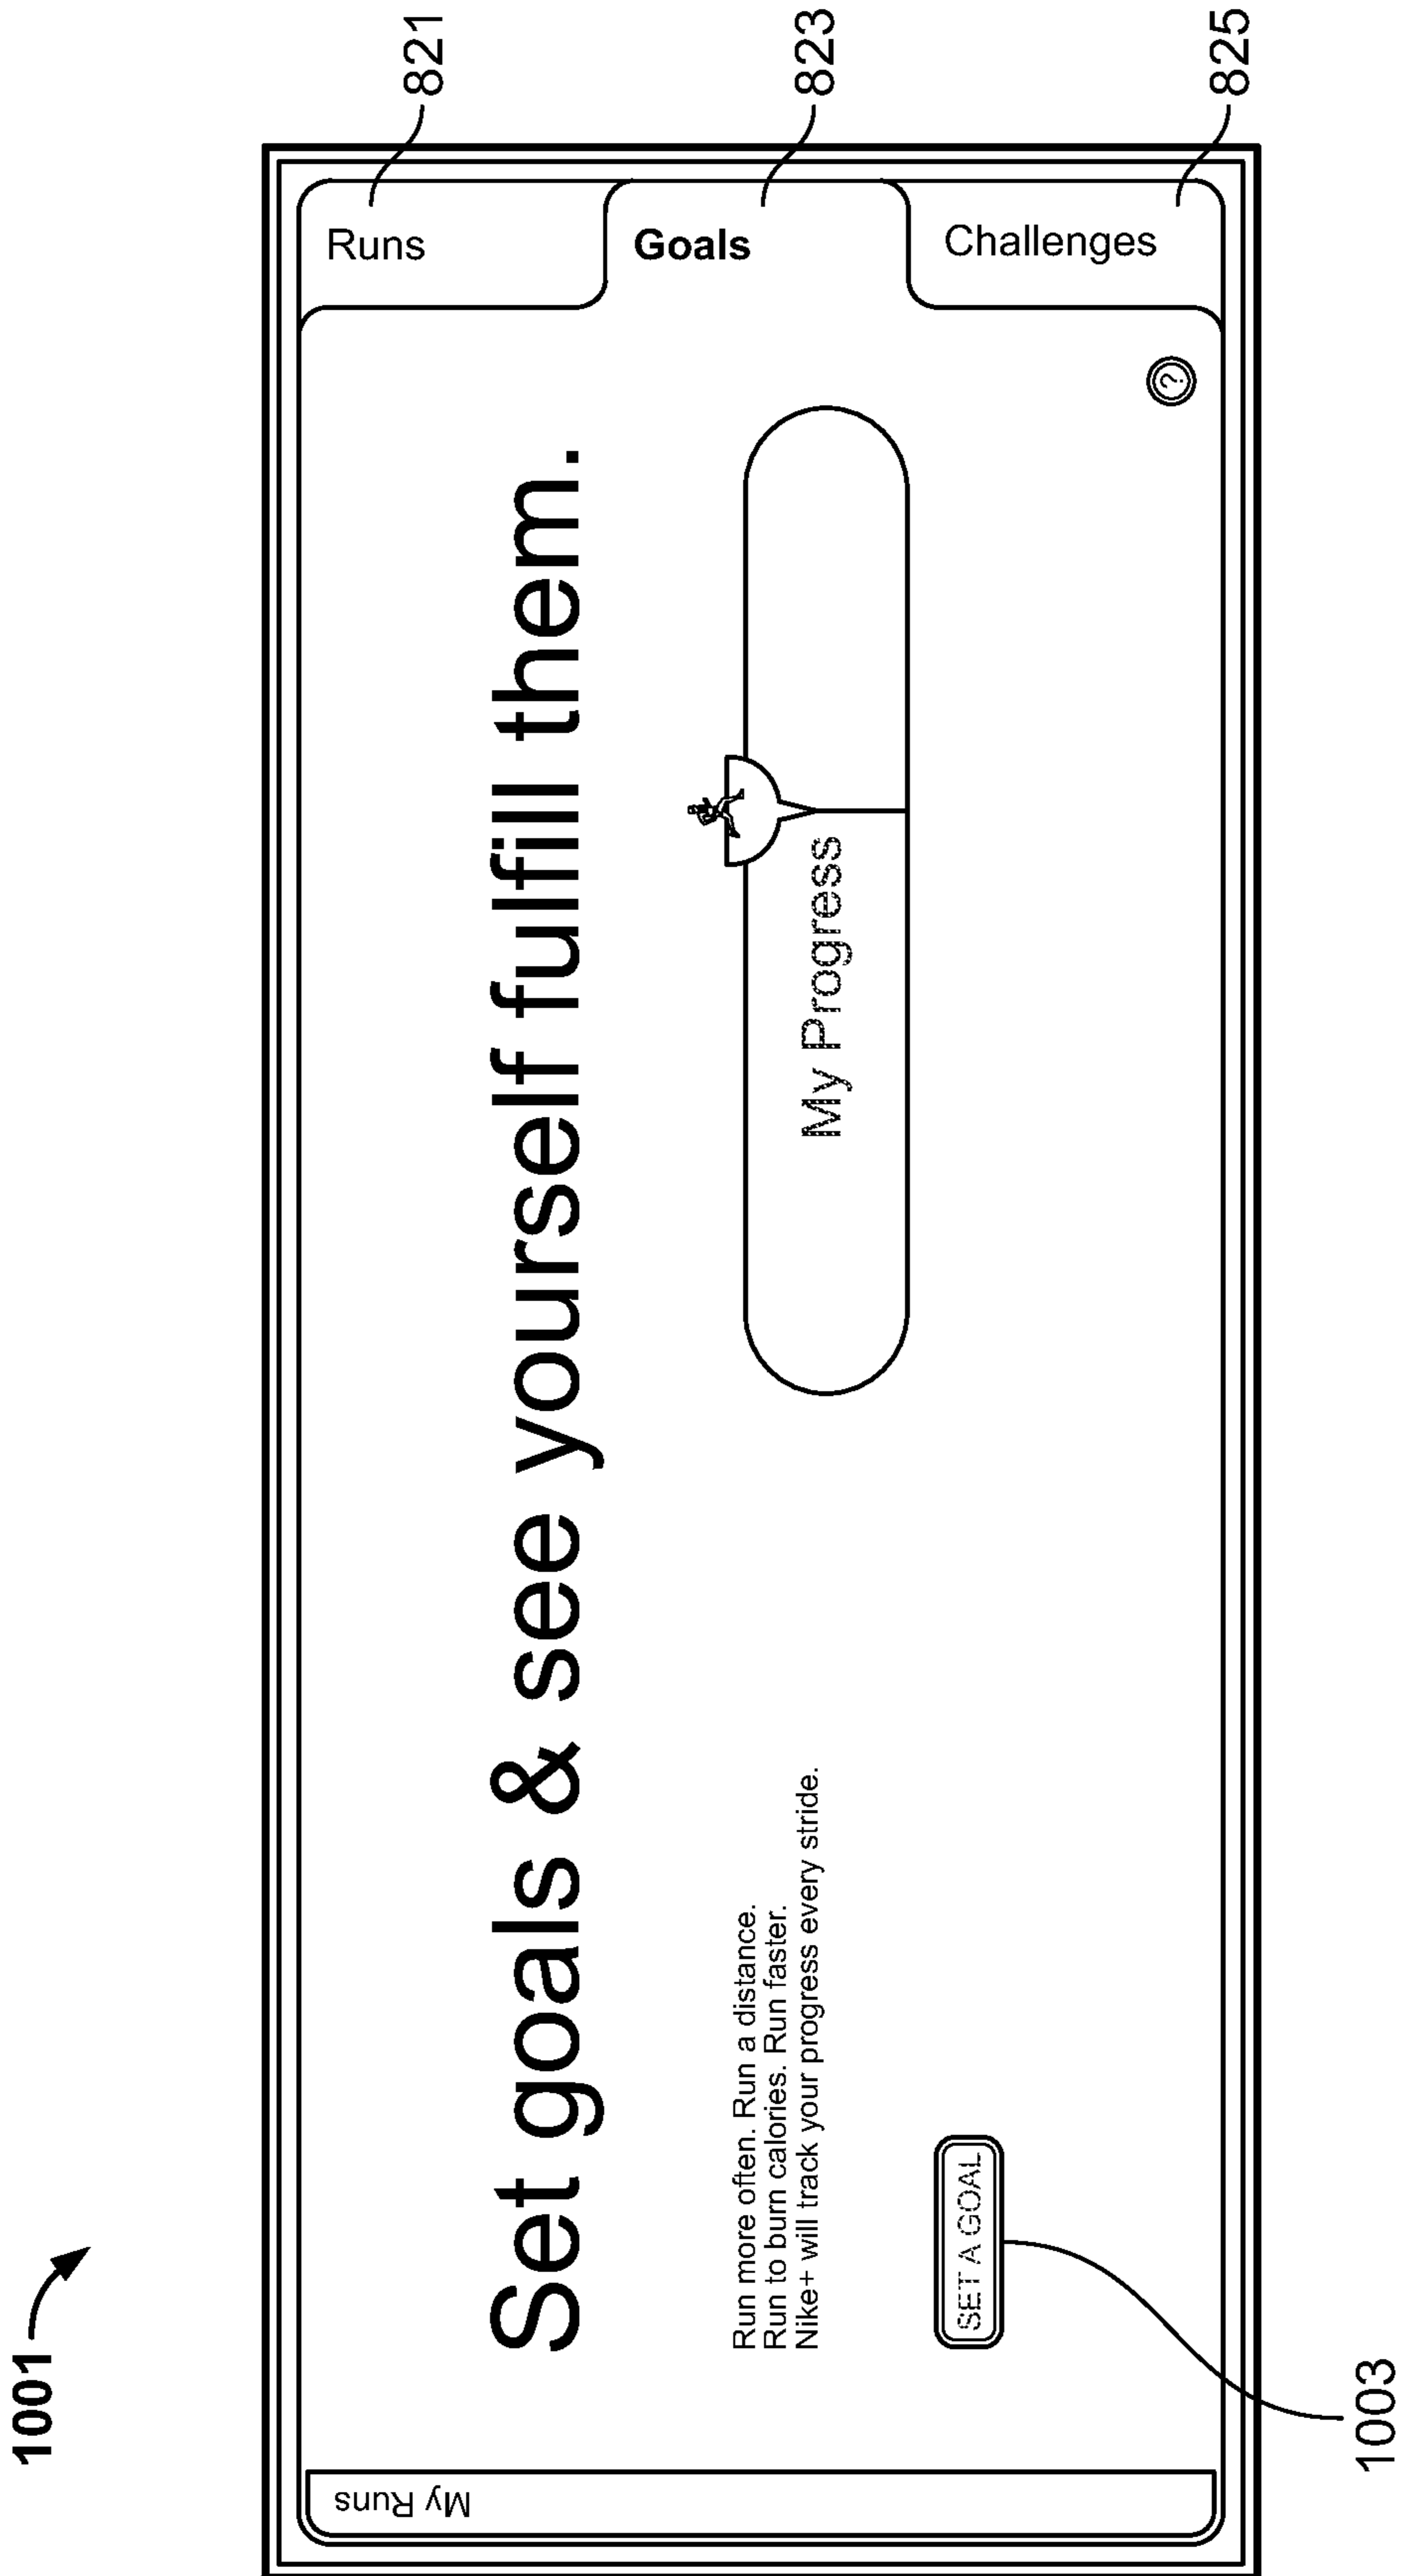 1001
My Runs
Set goals & see yourself fulfill them.
Run more often. Run a distance.
Run to burn calories. Run faster.
Nike+ will track your progress every stride.
My Progress
SET A GOAL
1003
?
Runs
821
Goals
823
Challenges
825